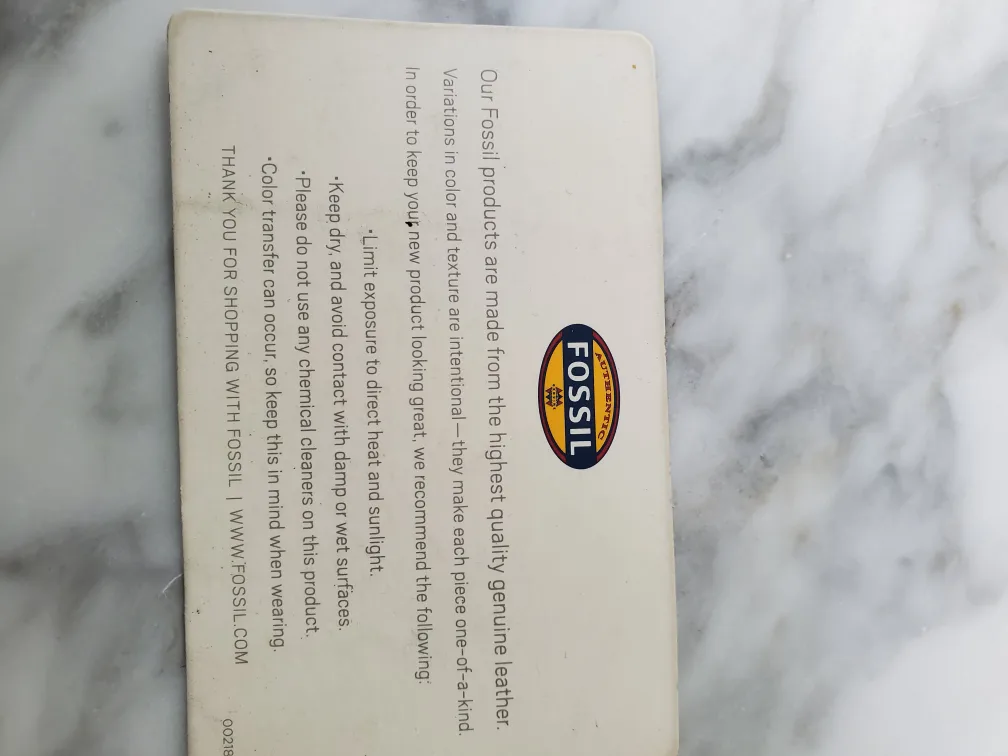 AUTHENTIC
FOSSIL
Our Fossil products are made from the highest quality genuine leather.
Variations in color and texture are intentional—they make each piece one-of-a-kind.
In order to keep your new product looking great, we recommend the following:
•Limit exposure to direct heat and sunlight.
•Keep dry, and avoid contact with damp or wet surfaces.
•Please do not use any chemical cleaners on this product.
•Color transfer can occur, so keep this in mind when wearing.
THANK YOU FOR SHOPPING WITH FOSSIL | WWW.FOSSIL.COM
00218